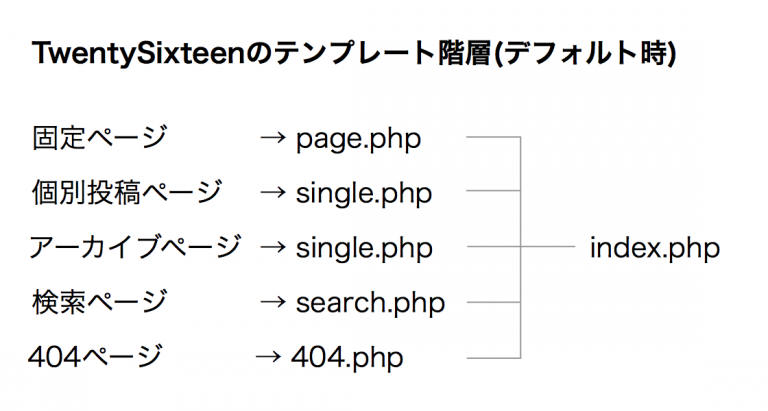 TwentySixteenのテンプレート階層(デフォルト時)
固定ページ → page.php
個別投稿ページ → single.php
アーカイブページ → single.php index.php
検索ページ → search.php
404ページ → 404.php